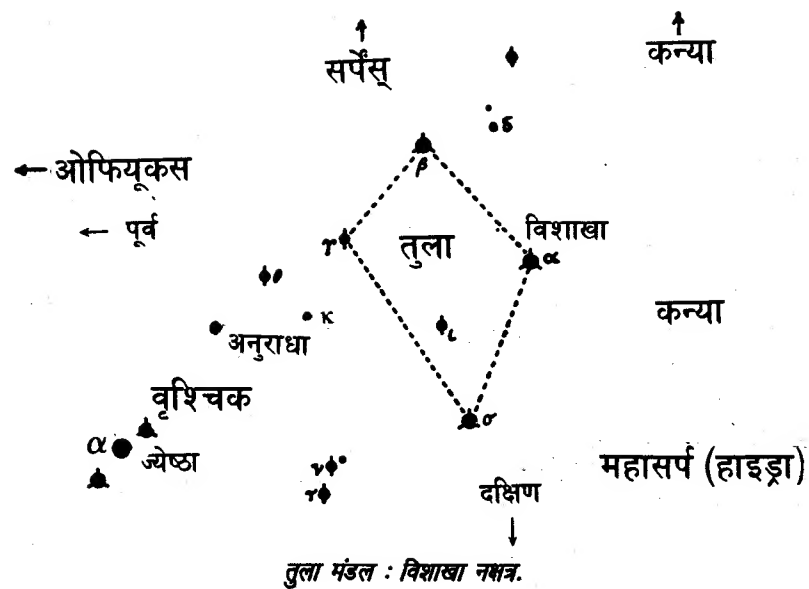 सर्पेंस्
कन्या
δ
← ओफियूकस
β
← पूर्व
γ
तुला
विशाखा
α
θ
κ
अनुराधा
ι
कन्या
वृश्चिक
α
ज्येष्ठा
σ
महासर्प (हाइड्रा)
υ
τ
दक्षिण
तुला मंडल : विशाखा नक्षत्र.